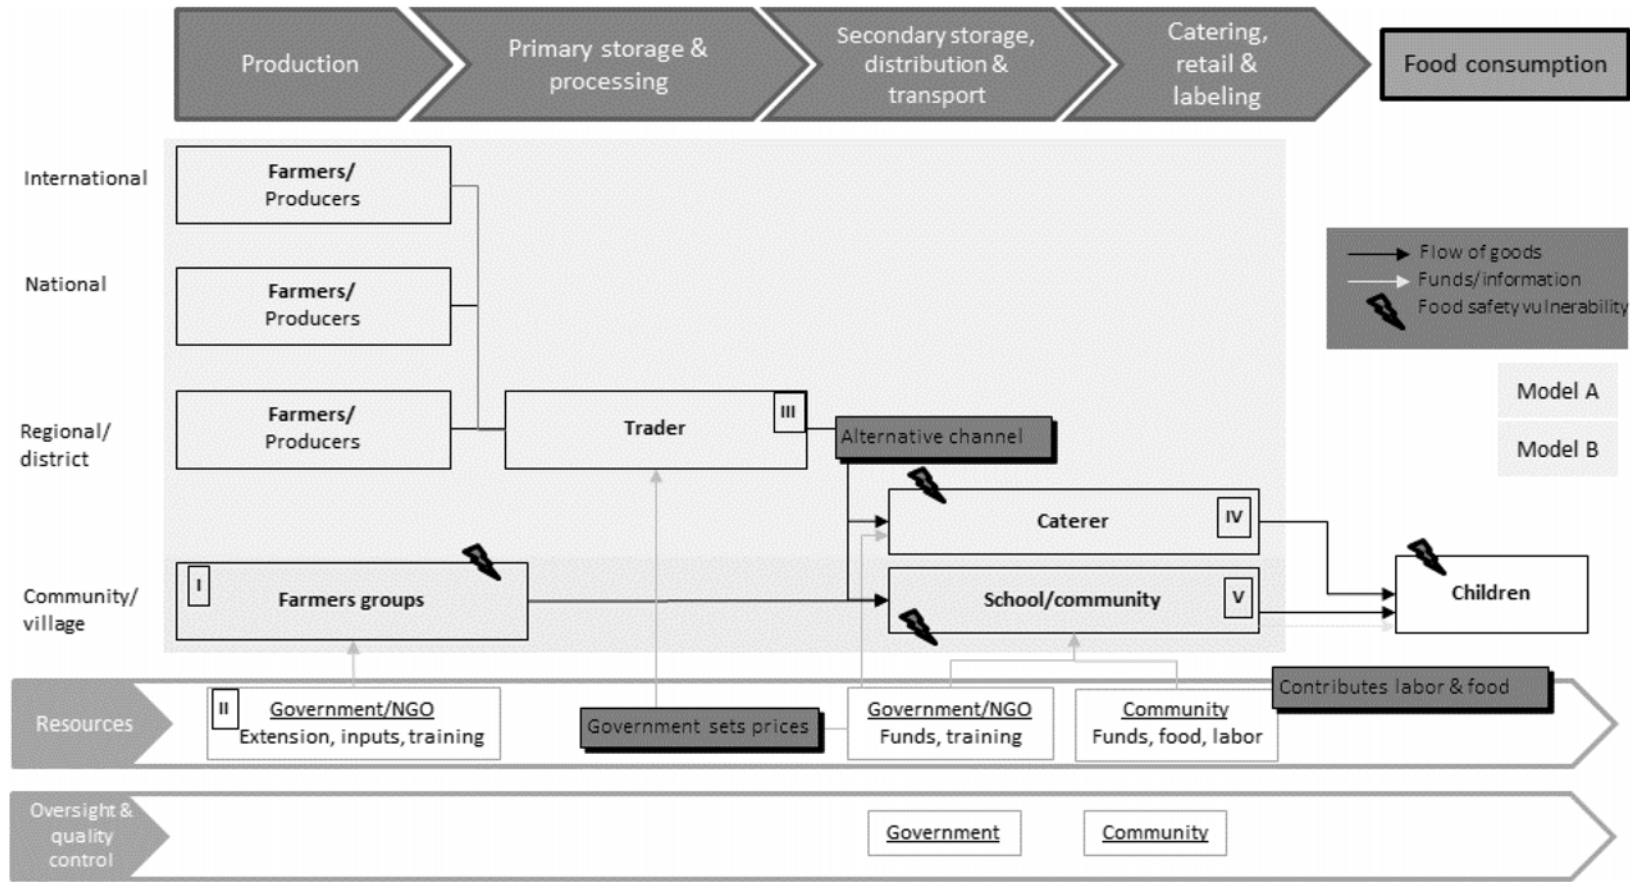 Production
Primary storage &
processing
Secondary storage,
distribution &
transport
Catering,
retail &
labeling
Food consumption
International
Farmers/
Producers
National
Farmers/
Producers
Flow of goods
Funds/information
Food safety vulnerability
Model A
Model B
Regional/
district
Farmers/
Producers
Trader
III
Alternative channel
Caterer
IV
Community/
village
I
Farmers groups
School/community
V
Children
Resources
II
Government/NGO
Extension, inputs, training
Government sets prices
Government/NGO
Funds, training
Community
Funds, food, labor
Contributes labor & food
Oversight &
quality
control
Government
Community